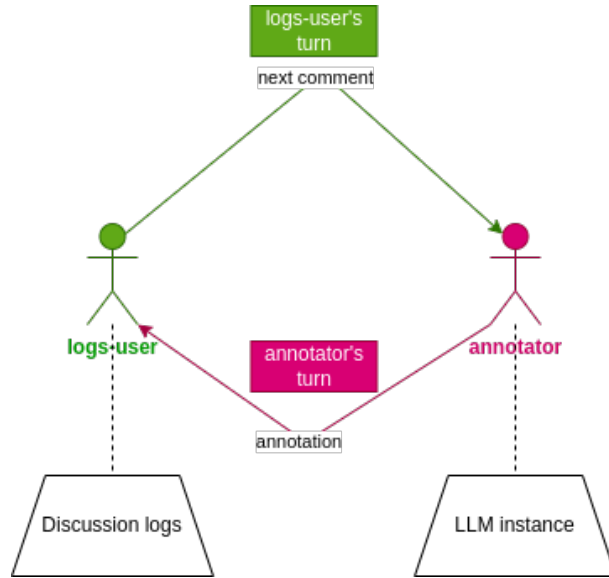 logs-user's
turn
next comment
logs-user
annotator
annotator's
turn
annotation
Discussion logs
LLM instance